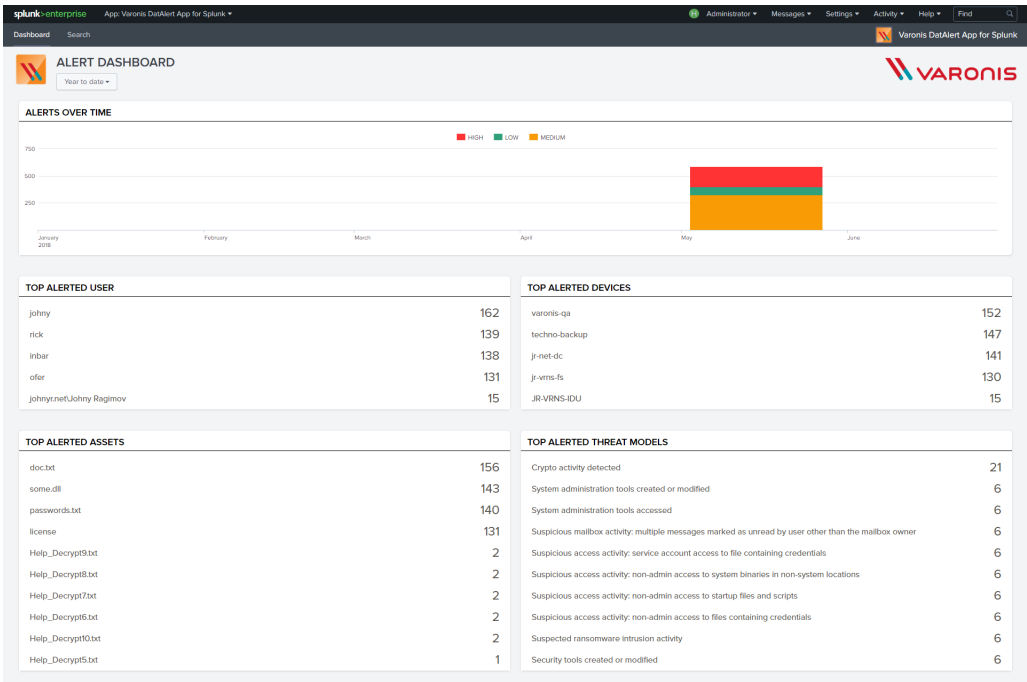 splunk>enterprise App: Varonis DatAlert App for Splunk H Administrator Messages Settings Activity Help Find
Dashboard Search Varonis DatAlert App for Splunk
ALERT DASHBOARD
Year to date
VARONIS
ALERTS OVER TIME
HIGH LOW MEDIUM
750
500
250
January February March April May June
2018
TOP ALERTED USER
johny 162
rick 139
inbar 138
ofer 131
johnyr.net\Johny Ragimov 15
TOP ALERTED DEVICES
varonis-qa 152
techno-backup 147
jr-net-dc 141
jr-vrns-fs 130
JR-VRNS-IDU 15
TOP ALERTED ASSETS
doc.txt 156
some.dll 143
passwords.txt 140
license 131
Help_Decrypt9.txt 2
Help_Decrypt8.txt 2
Help_Decrypt7.txt 2
Help_Decrypt6.txt 2
Help_Decrypt10.txt 2
Help_Decrypt5.txt 1
TOP ALERTED THREAT MODELS
Crypto activity detected 21
System administration tools created or modified 6
System administration tools accessed 6
Suspicious mailbox activity: multiple messages marked as unread by user other than the mailbox owner 6
Suspicious access activity: service account access to file containing credentials 6
Suspicious access activity: non-admin access to system binaries in non-system locations 6
Suspicious access activity: non-admin access to startup files and scripts 6
Suspicious access activity: non-admin access to files containing credentials 6
Suspected ransomware intrusion activity 6
Security tools created or modified 6